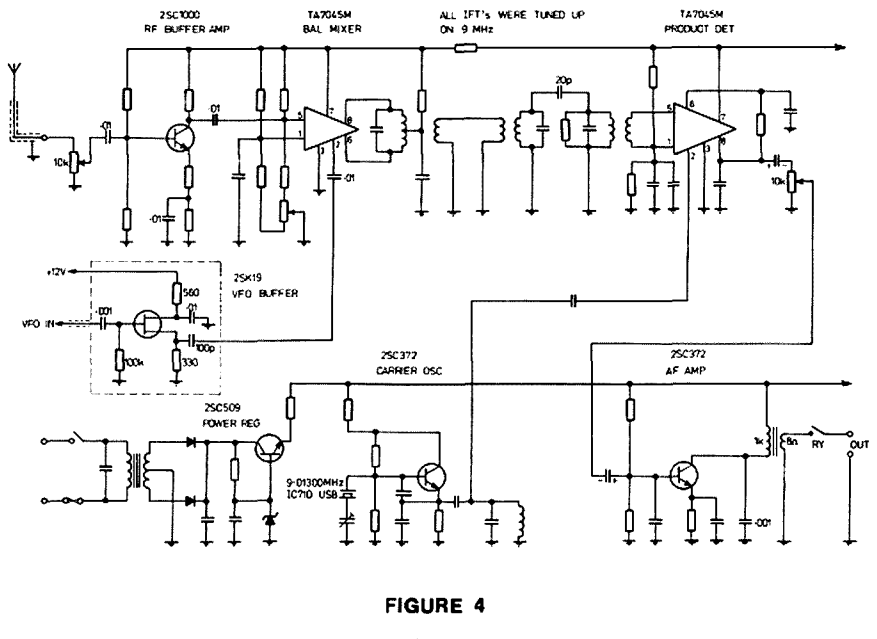 2SC1000
RF BUFFER AMP
TA7045M
BAL MIXER
ALL IFT's WERE TUNED UP
ON 9 MHz
TA7045M
PRODUCT DET
20p
·01
·01
10k
5
1
7
8
6
3
2
·01
·01
5
1
6
7
8
3
2
+
-
10k
+12V
560
2SK19
VFO BUFFER
·001
·01
VFO IN
100p
100k
330
2SC372
CARRIER OSC
2SC372
AF AMP
2SC509
POWER REG
1k
8Ω
RY
OUT
9·01300MHz
IC710 USB
-
+
·001
FIGURE 4